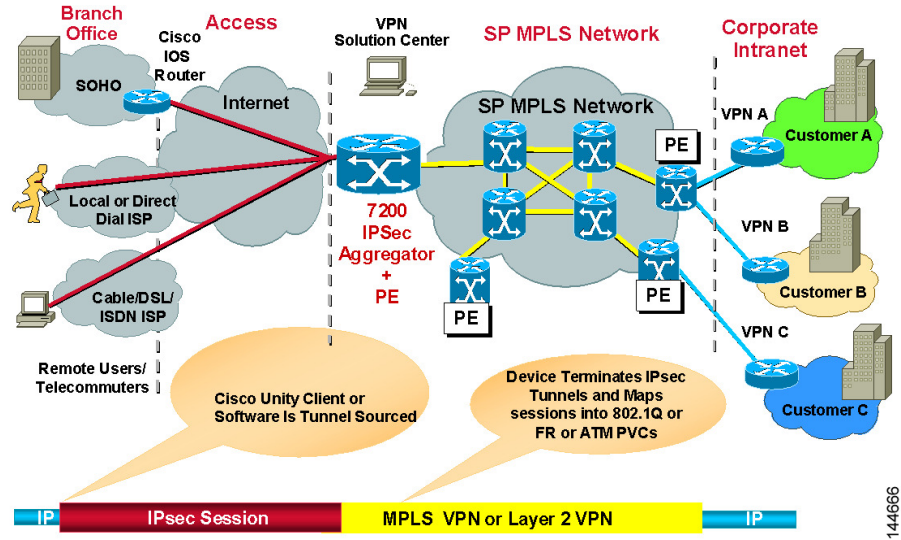 Branch
Office
Access
Cisco
IOS
Router
VPN
Solution Center
SP MPLS Network
Corporate
Intranet
SOHO
Internet
SP MPLS Network
VPN A
Customer A
PE
Local or Direct
Dial ISP
7200
IPSec
Aggregator
+
PE
VPN B
Customer B
Cable/DSL/
ISDN ISP
PE
PE
VPN C
Customer C
Remote Users/
Telecommuters
Cisco Unity Client or
Software Is Tunnel Sourced
Device Terminates IPsec
Tunnels and Maps
sessions into 802.1Q or
FR or ATM PVCs
IP
IPsec Session
MPLS VPN or Layer 2 VPN
IP
144666